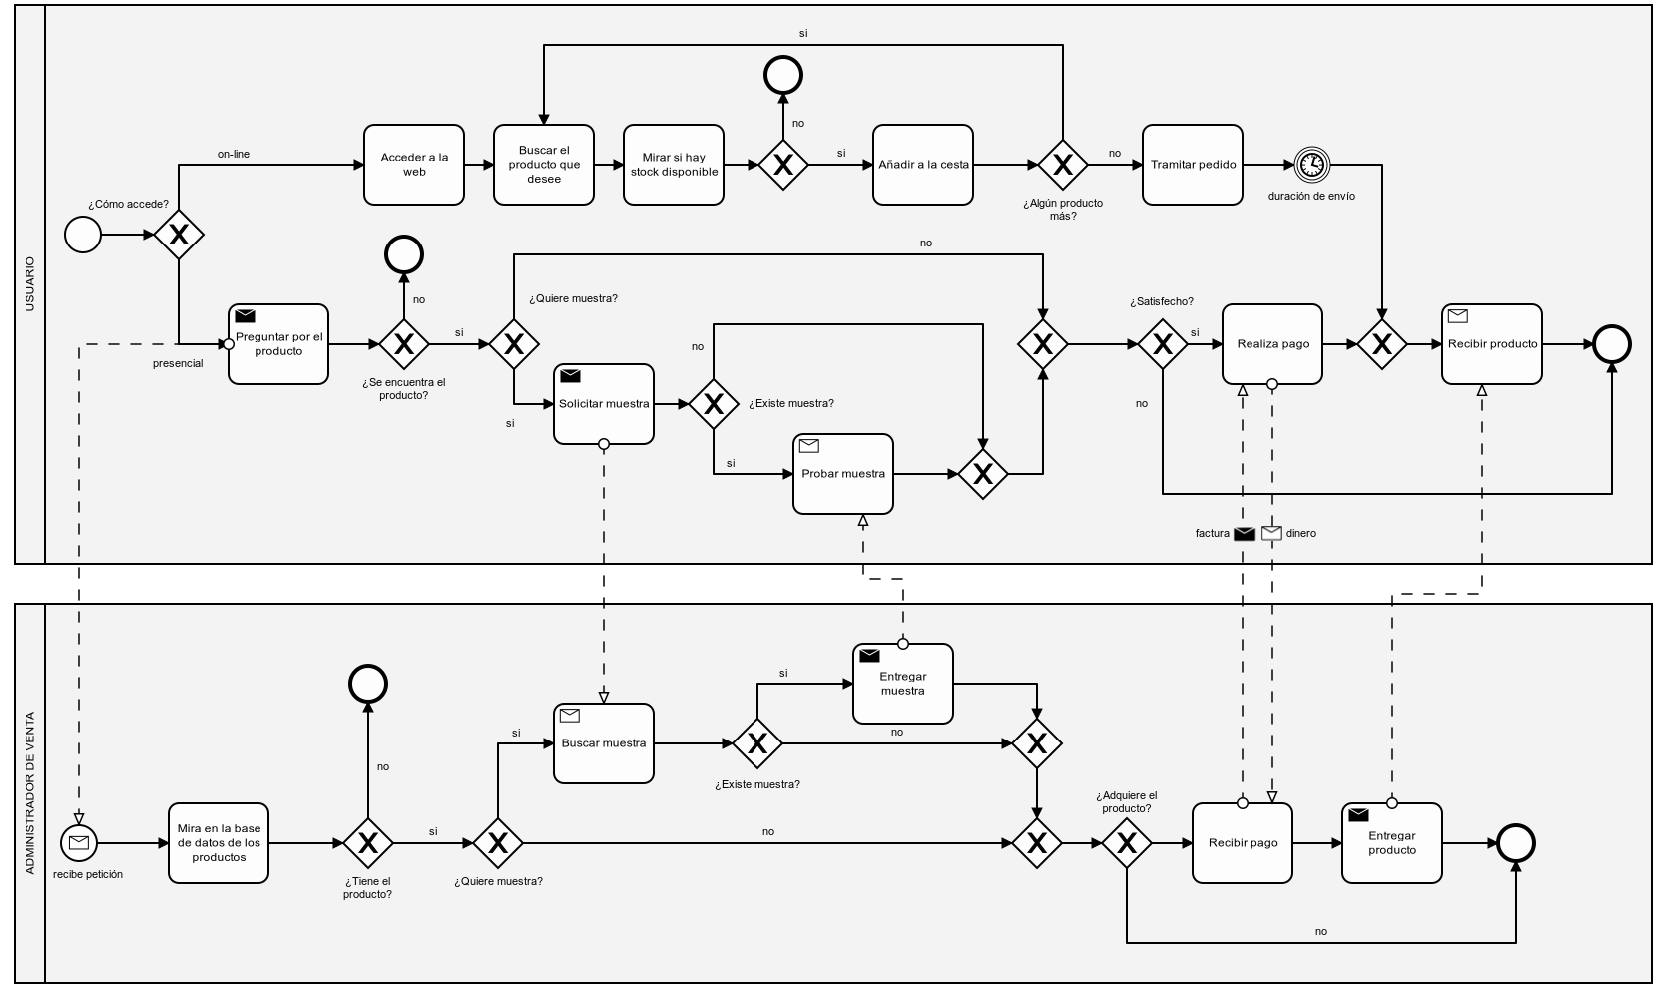 USUARIO
si
no
on-line
Acceder a la
web
Buscar el
producto que
desee
Mirar si hay
stock disponible
si
Añadir a la cesta
no
Tramitar pedido
¿Cómo accede?
¿Algún producto
más?
duración de envío
no
no
¿Quiere muestra?
¿Satisfecho?
Preguntar por el
producto
presencial
si
¿Se encuentra el
producto?
no
si
Realiza pago
Recibir producto
Solicitar muestra
si
¿Existe muestra?
no
si
Probar muestra
factura
dinero
ADMINISTRADOR DE VENTA
si
Entregar
muestra
si
Buscar muestra
no
no
¿Existe muestra?
¿Adquiere el
producto?
Mira en la base
de datos de los
productos
si
no
Recibir pago
Entregar
producto
recibe petición
¿Tiene el
producto?
¿Quiere muestra?
no